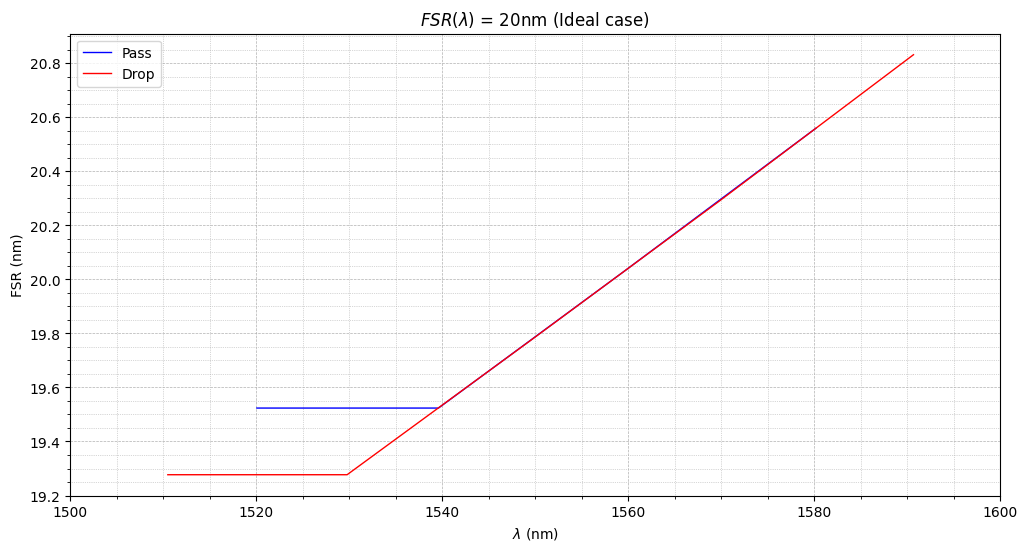 FSR(λ) = 20nm (Ideal case)
Pass
Drop
FSR (nm)
20.8
20.6
20.4
20.2
20.0
19.8
19.6
19.4
19.2
1500 1520 1540 1560 1580 1600
λ (nm)